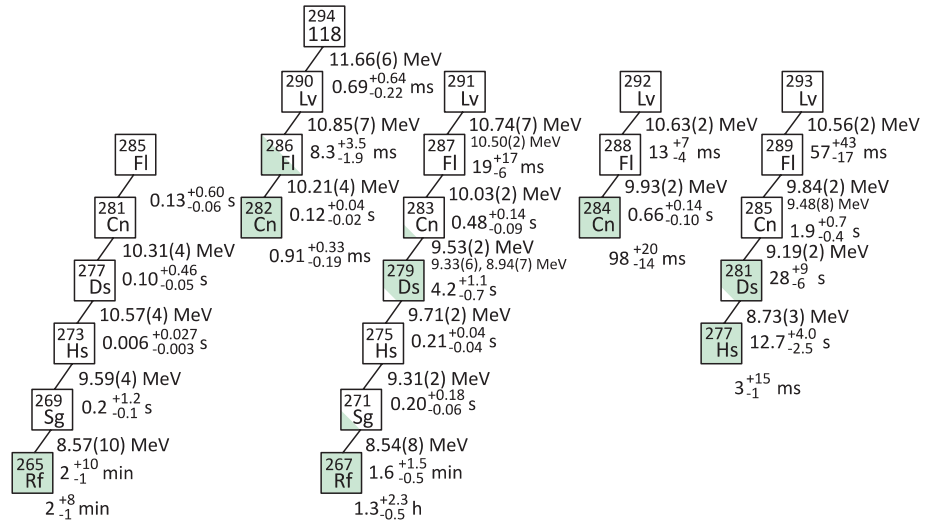 294
118
11.66(6) MeV
290 Lv 0.69 +0.64 -0.22 ms
10.85(7) MeV
286 Fl 8.3 +3.5 -1.9 ms
10.21(4) MeV
282 Cn 0.12 +0.04 -0.02 s
0.91 +0.33 -0.19 ms
285 Fl
0.13 +0.60 -0.06 s
281 Cn
10.31(4) MeV
277 Ds 0.10 +0.46 -0.05 s
10.57(4) MeV
273 Hs 0.006 +0.027 -0.003 s
9.59(4) MeV
269 Sg 0.2 +1.2 -0.1 s
8.57(10) MeV
265 Rf 2 +10 -1 min
2 +8 -1 min
291 Lv
10.74(7) MeV
10.50(2) MeV
287 Fl 19 +17 -6 ms
10.03(2) MeV
283 Cn 0.48 +0.14 -0.09 s
9.53(2) MeV
9.33(6), 8.94(7) MeV
279 Ds 4.2 +1.1 -0.7 s
9.71(2) MeV
275 Hs 0.21 +0.04 -0.04 s
9.31(2) MeV
271 Sg 0.20 +0.18 -0.06 s
8.54(8) MeV
267 Rf 1.6 +1.5 -0.5 min
1.3 +2.3 -0.5 h
292 Lv
10.63(2) MeV
288 Fl 13 +7 -4 ms
9.93(2) MeV
284 Cn 0.66 +0.14 -0.10 s
98 +20 -14 ms
293 Lv
10.56(2) MeV
289 Fl 57 +43 -17 ms
9.84(2) MeV
9.48(8) MeV
285 Cn 1.9 +0.7 -0.4 s
9.19(2) MeV
281 Ds 28 +9 -6 s
8.73(3) MeV
277 Hs 12.7 +4.0 -2.5 s
3 +15 -1 ms